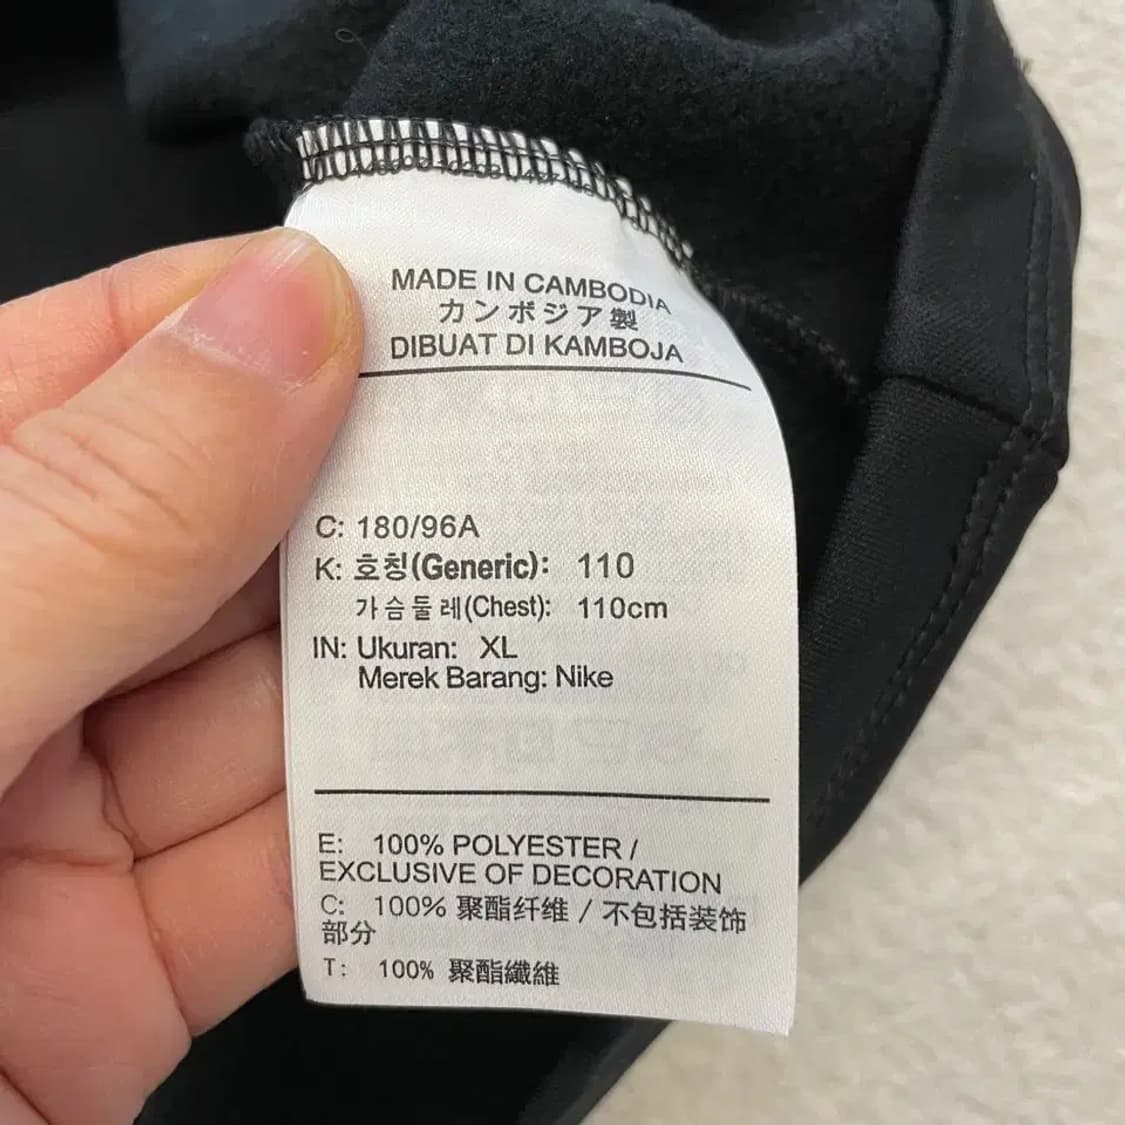 MADE IN CAMBODIA
カンボジア製
DIBUAT DI KAMBOJA
C: 180/96A
K: 호칭(Generic): 110
가슴둘레(Chest): 110cm
IN: Ukuran: XL
Merek Barang: Nike
E: 100% POLYESTER /
EXCLUSIVE OF DECORATION
C: 100% 聚酯纤维 / 不包括装饰
部分
T: 100% 聚酯纖維